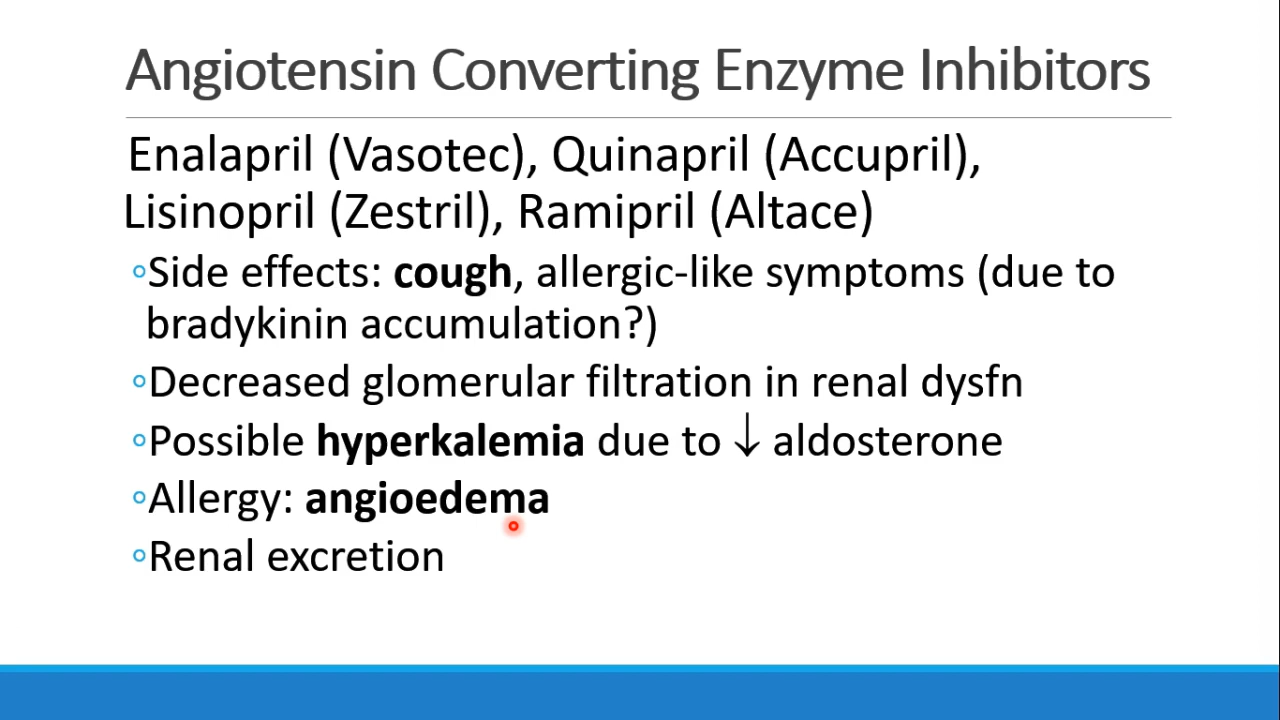 Angiotensin Converting Enzyme Inhibitors
Enalapril (Vasotec), Quinapril (Accupril),
Lisinopril (Zestril), Ramipril (Altace)
◦Side effects: cough, allergic-like symptoms (due to
bradykinin accumulation?)
◦Decreased glomerular filtration in renal dysfn
◦Possible hyperkalemia due to ↓ aldosterone
◦Allergy: angioedema
◦Renal excretion